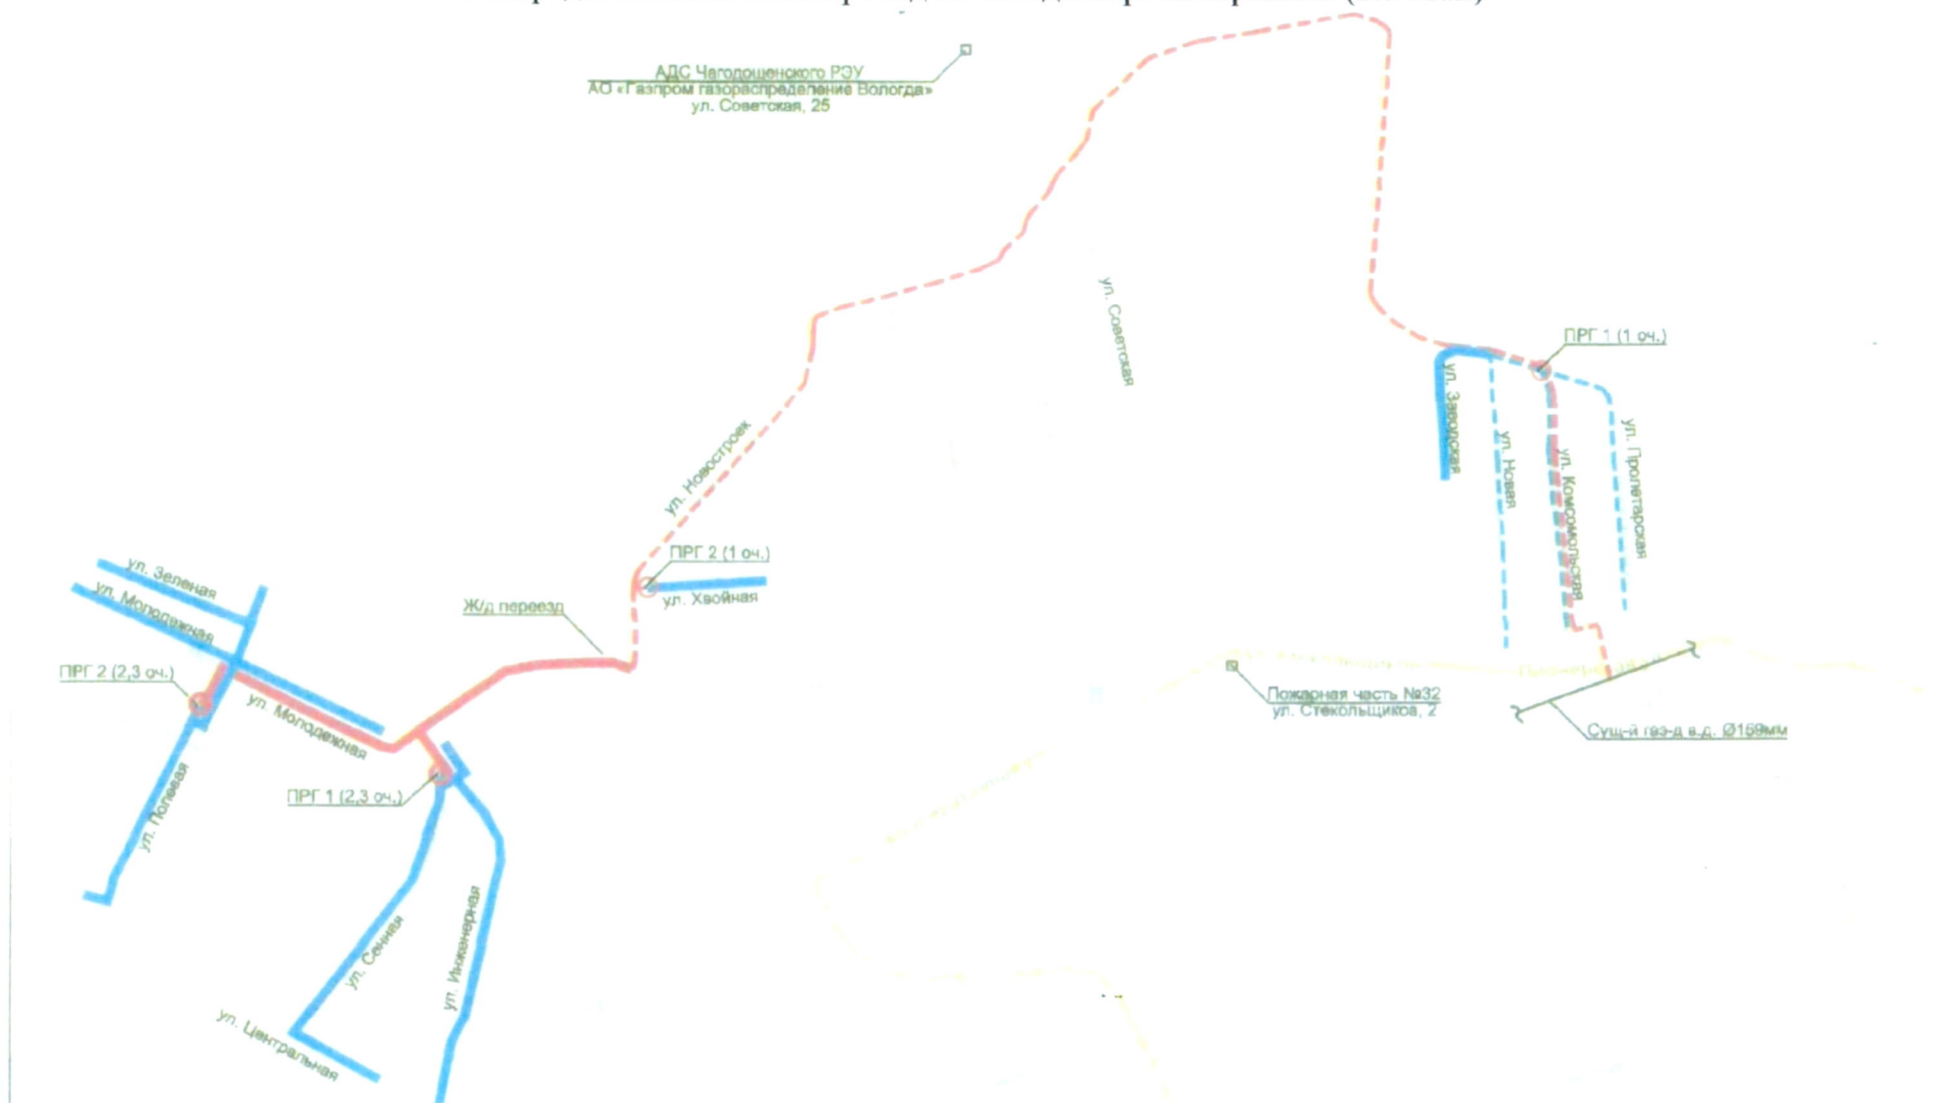 АДС Чагодощенского РЭУ
АО «Газпром газораспределение Вологда»
ул. Советская, 25
ул. Советская
ПРГ 1 (1 оч.)
ул. Заводская
ул. Новая
ул. Комсомольская
ул. Пролетарская
ул. Новостроек
ПРГ 2 (1 оч.)
ул. Хвойная
Ж/д переезд
ул. Зеленая
ул. Молодежная
ПРГ 2 (2,3 оч.)
ул. Молодежная
ул. Полевая
ПРГ 1 (2,3 оч.)
Пожарная часть №32
ул. Стекольщиков, 2
Сущ-й газ-д в.д. Ø159мм
ул. Сенная
ул. Инженерная
ул. Центральная